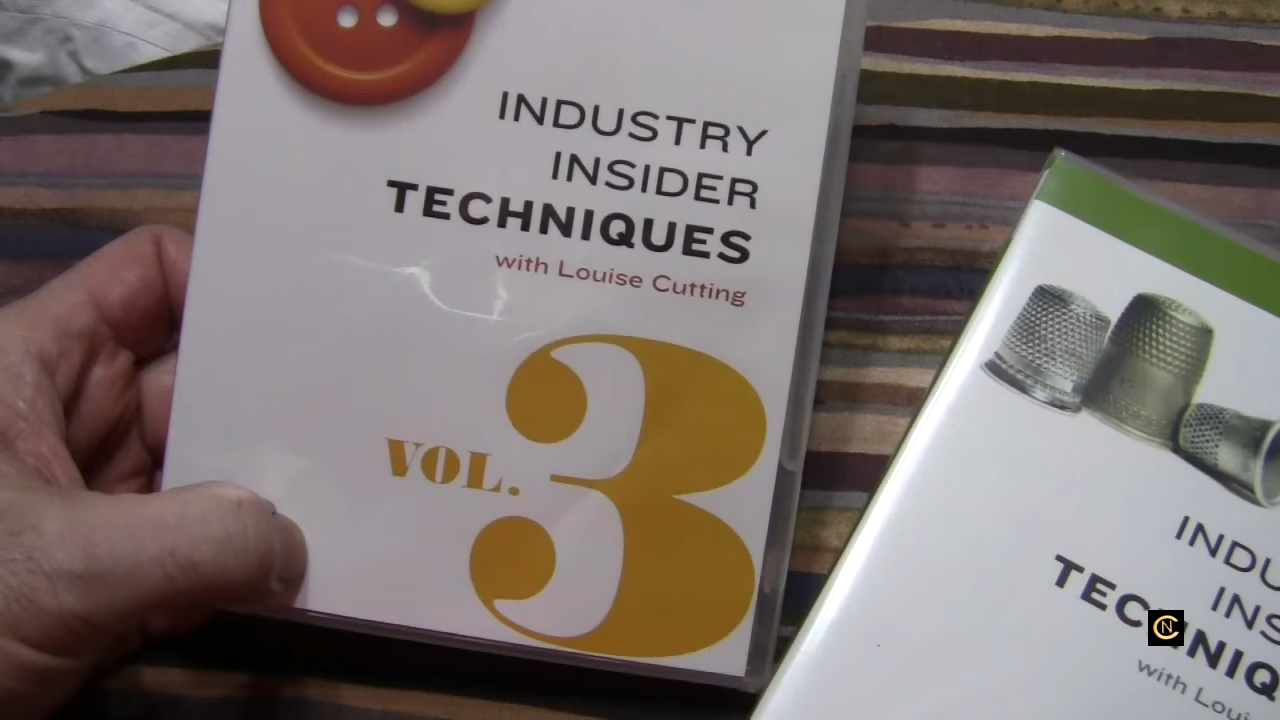 INDUSTRY
INSIDER
TECHNIQUES
with Louise Cutting
VOL. 3
INDU
INS
TECHNIQ
with Loui